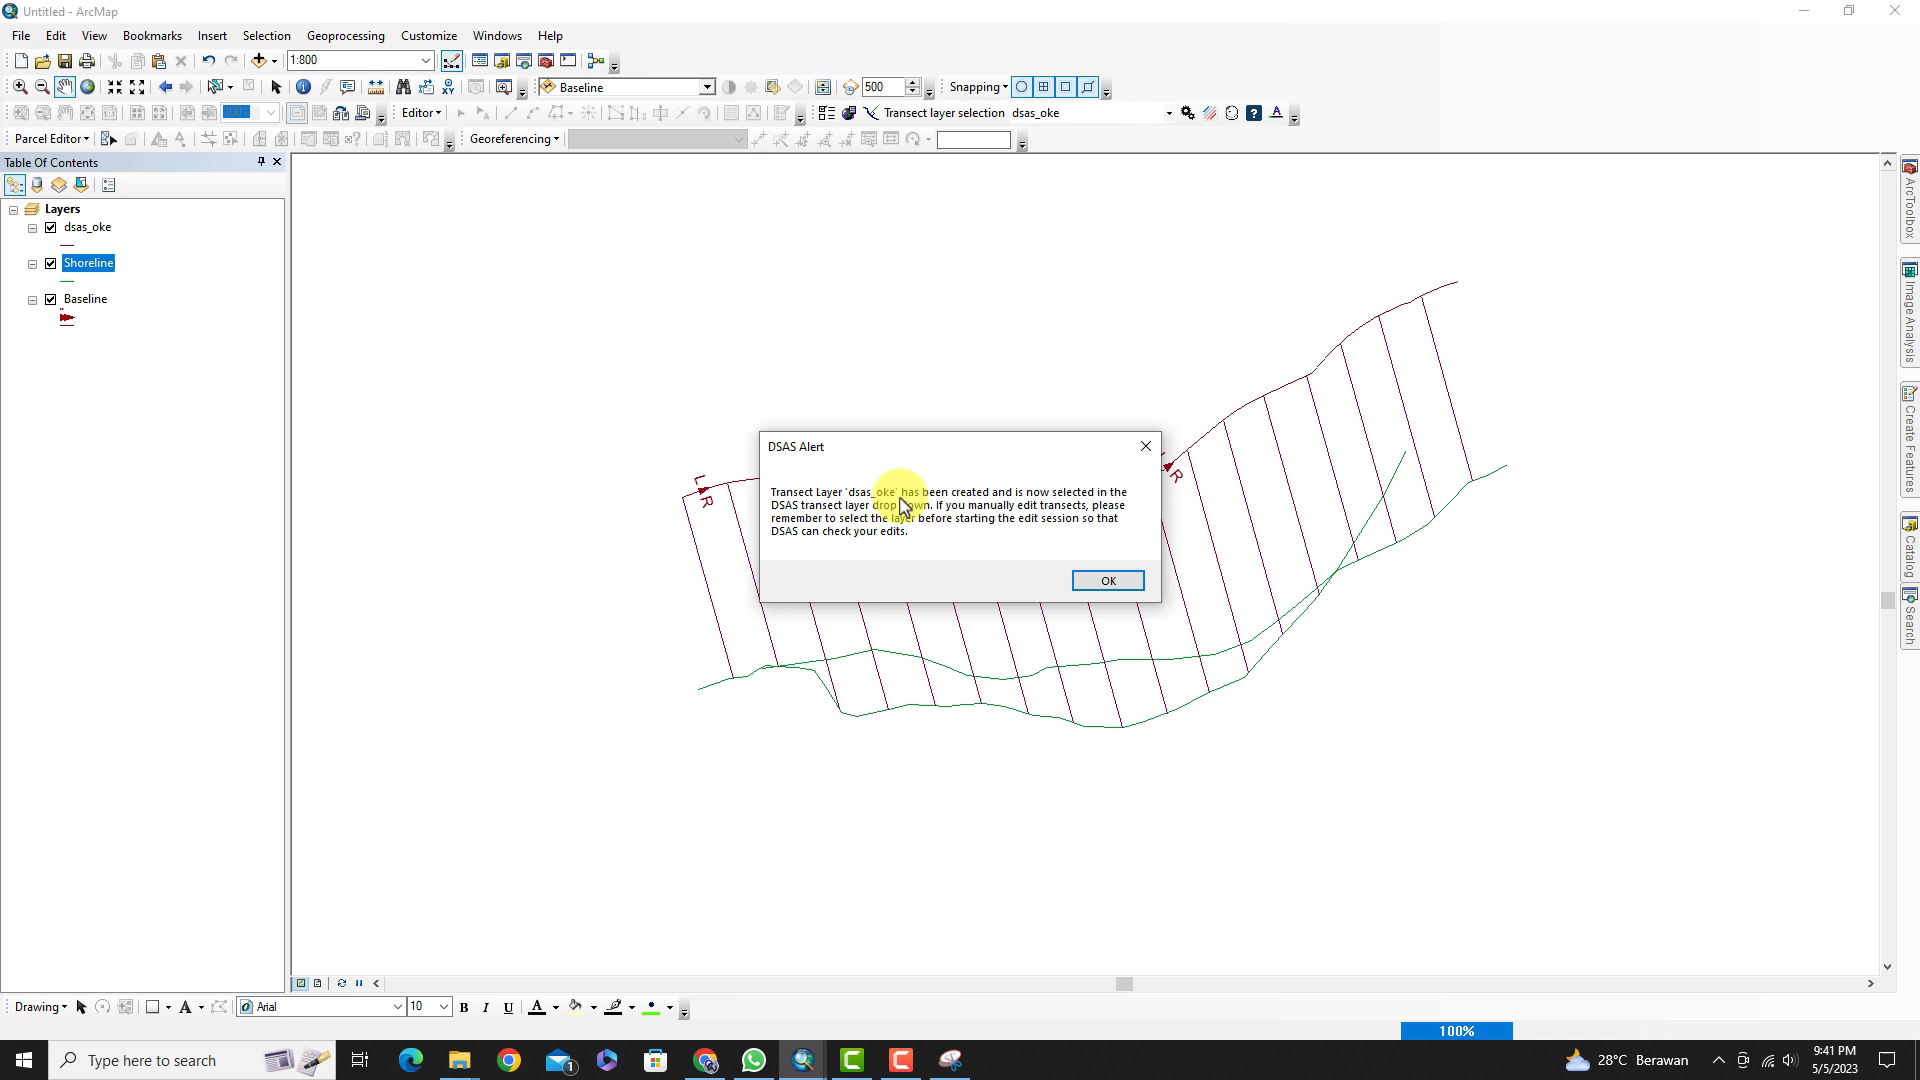 Untitled - ArcMap
File Edit View Bookmarks Insert Selection Geoprocessing Customize Windows Help
1:800
Baseline
500
Snapping
100%
Editor
Transect layer selection dsas_oke
Parcel Editor
Georeferencing
Table Of Contents
Layers
dsas_oke
Shoreline
Baseline
L
R
R
DSAS Alert
Transect Layer 'dsas_oke' has been created and is now selected in the
DSAS transect layer drop down. If you manually edit transects, please
remember to select the layer before starting the edit session so that
DSAS can check your edits.
OK
ArcToolbox
Image Analysis
Create Features
Catalog
Search
Drawing
A
Arial
10
B I U A
100%
Type here to search
1
28°C Berawan
9:41 PM
5/5/2023